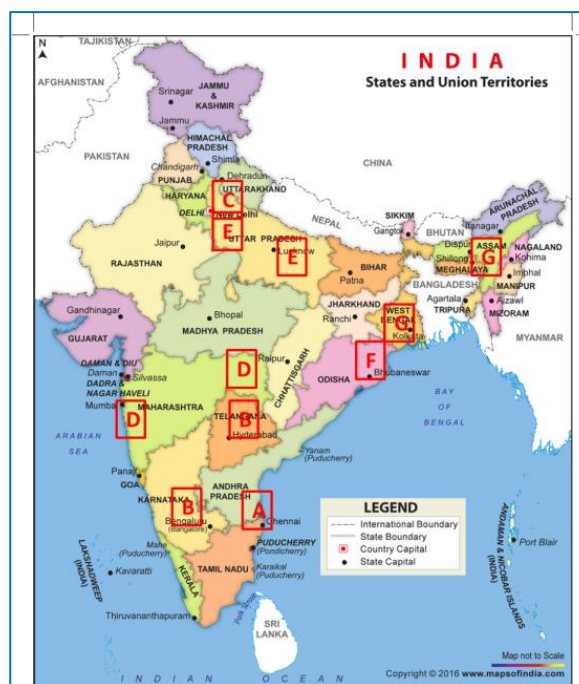 TAJIKISTAN
N
INDIA
States and Union Territories
AFGHANISTAN
JAMMU
&
KASHMIR
Srinagar
Jammu
HIMACHAL
PRADESH
Shimla
PAKISTAN
CHINA
Chandigarh
PUNJAB
Dehradun
UTTARAKHAND
HARYANA
C
DELHI
New Delhi
E
NEPAL
SIKKIM
Gangtok
BHUTAN
ARUNACHAL
PRADESH
Itanagar
Jaipur
RAJASTHAN
UTTAR PRADESH
Lucknow
E
Dispur
ASSAM
G
NAGALAND
Kohima
Shillong
MEGHALAYA
Imphal
MANIPUR
BIHAR
Patna
BANGLADESH
Agartala
TRIPURA
Aizawl
MIZORAM
Gandhinagar
GUJARAT
Bhopal
MADHYA PRADESH
JHARKHAND
Ranchi
WEST
BENGAL
G
Kolkata
MYANMAR
DAMAN & DIU
Daman
Silvassa
DADRA &
NAGAR HAVELI
Raipur
CHHATTISGARH
D
F
ODISHA
Bhubaneswar
Mumbai
D
MAHARASHTRA
TELANGANA
B
Hyderabad
BAY
OF
BENGAL
ARABIAN
SEA
Yanam
(Puducherry)
Panaji
GOA
KARNATAKA
B
ANDHRA
PRADESH
A
Bengaluru
(Bangalore)
Chennai
LEGEND
International Boundary
State Boundary
Country Capital
State Capital
Mahe
(Puducherry)
PUDUCHERRY
(Pondicherry)
Karaikal
(Puducherry)
TAMIL NADU
KERALA
LAKSHADWEEP
(INDIA)
Kavaratti
Thiruvananthapuram
Palk Strait
SRI
LANKA
ANDAMAN & NICOBAR ISLANDS
(INDIA)
Port Blair
INDIAN OCEAN
Map not to Scale
Copyright © 2016 www.mapsofindia.com